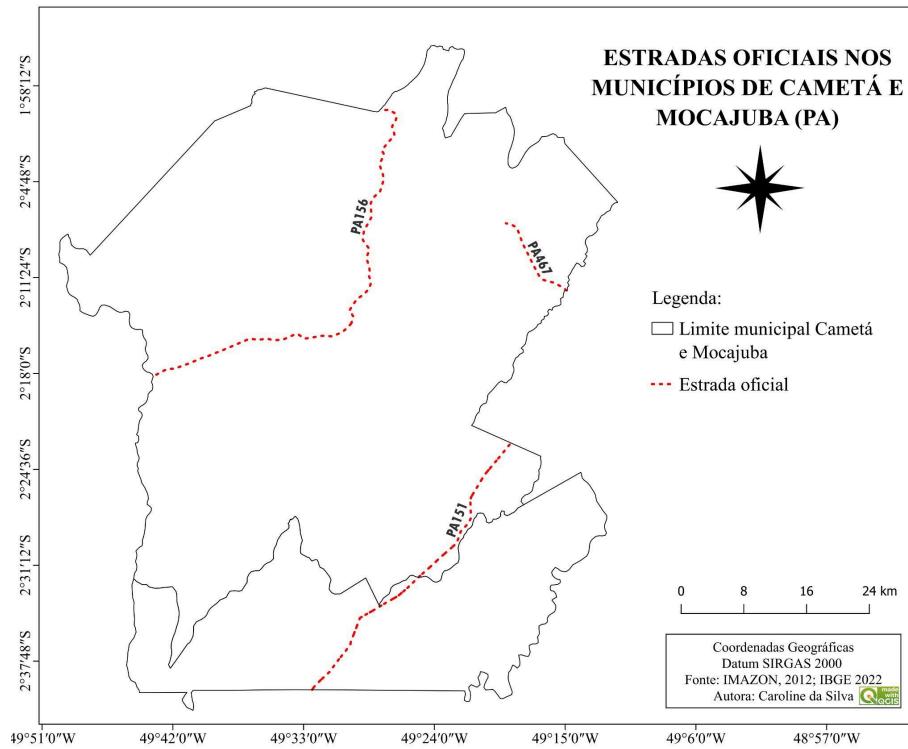 ESTRADAS OFICIAIS NOS
MUNICÍPIOS DE CAMETÁ E
MOCAJUBA (PA)
1°58'12"S
2°4'48"S
2°11'24"S
2°18'0"S
2°24'36"S
2°31'12"S
2°37'48"S
PA156
PA467
PA151
Legenda:
Limite municipal Cametá
e Mocajuba
Estrada oficial
0 8 16 24 km
Coordenadas Geográficas
Datum SIRGAS 2000
Fonte: IMAZON, 2012; IBGE 2022
Autora: Caroline da Silva
made
with
QGIS
49°51'0"W 49°42'0"W 49°33'0"W 49°24'0"W 49°15'0"W 49°6'0"W 48°57'0"W